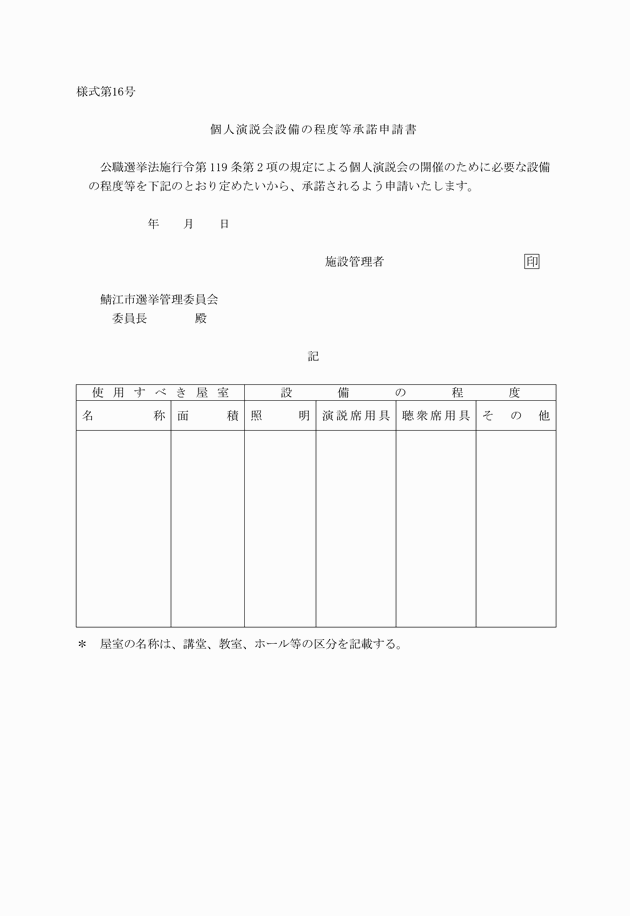 様式第16号
個人演説会設備の程度等承諾申請書
公職選挙法施行令第119条第2項の規定による個人演説会の開催のために必要な設備
の程度等を下記のとおり定めたいから、承諾されるよう申請いたします。
年　月　日
施設管理者　印
鯖江市選挙管理委員会
委員長　殿
記
使用すべき屋室　設備の程度
名称　面積　照明　演説席用具　聴衆席用具　その他
＊　屋室の名称は、講堂、教室、ホール等の区分を記載する。